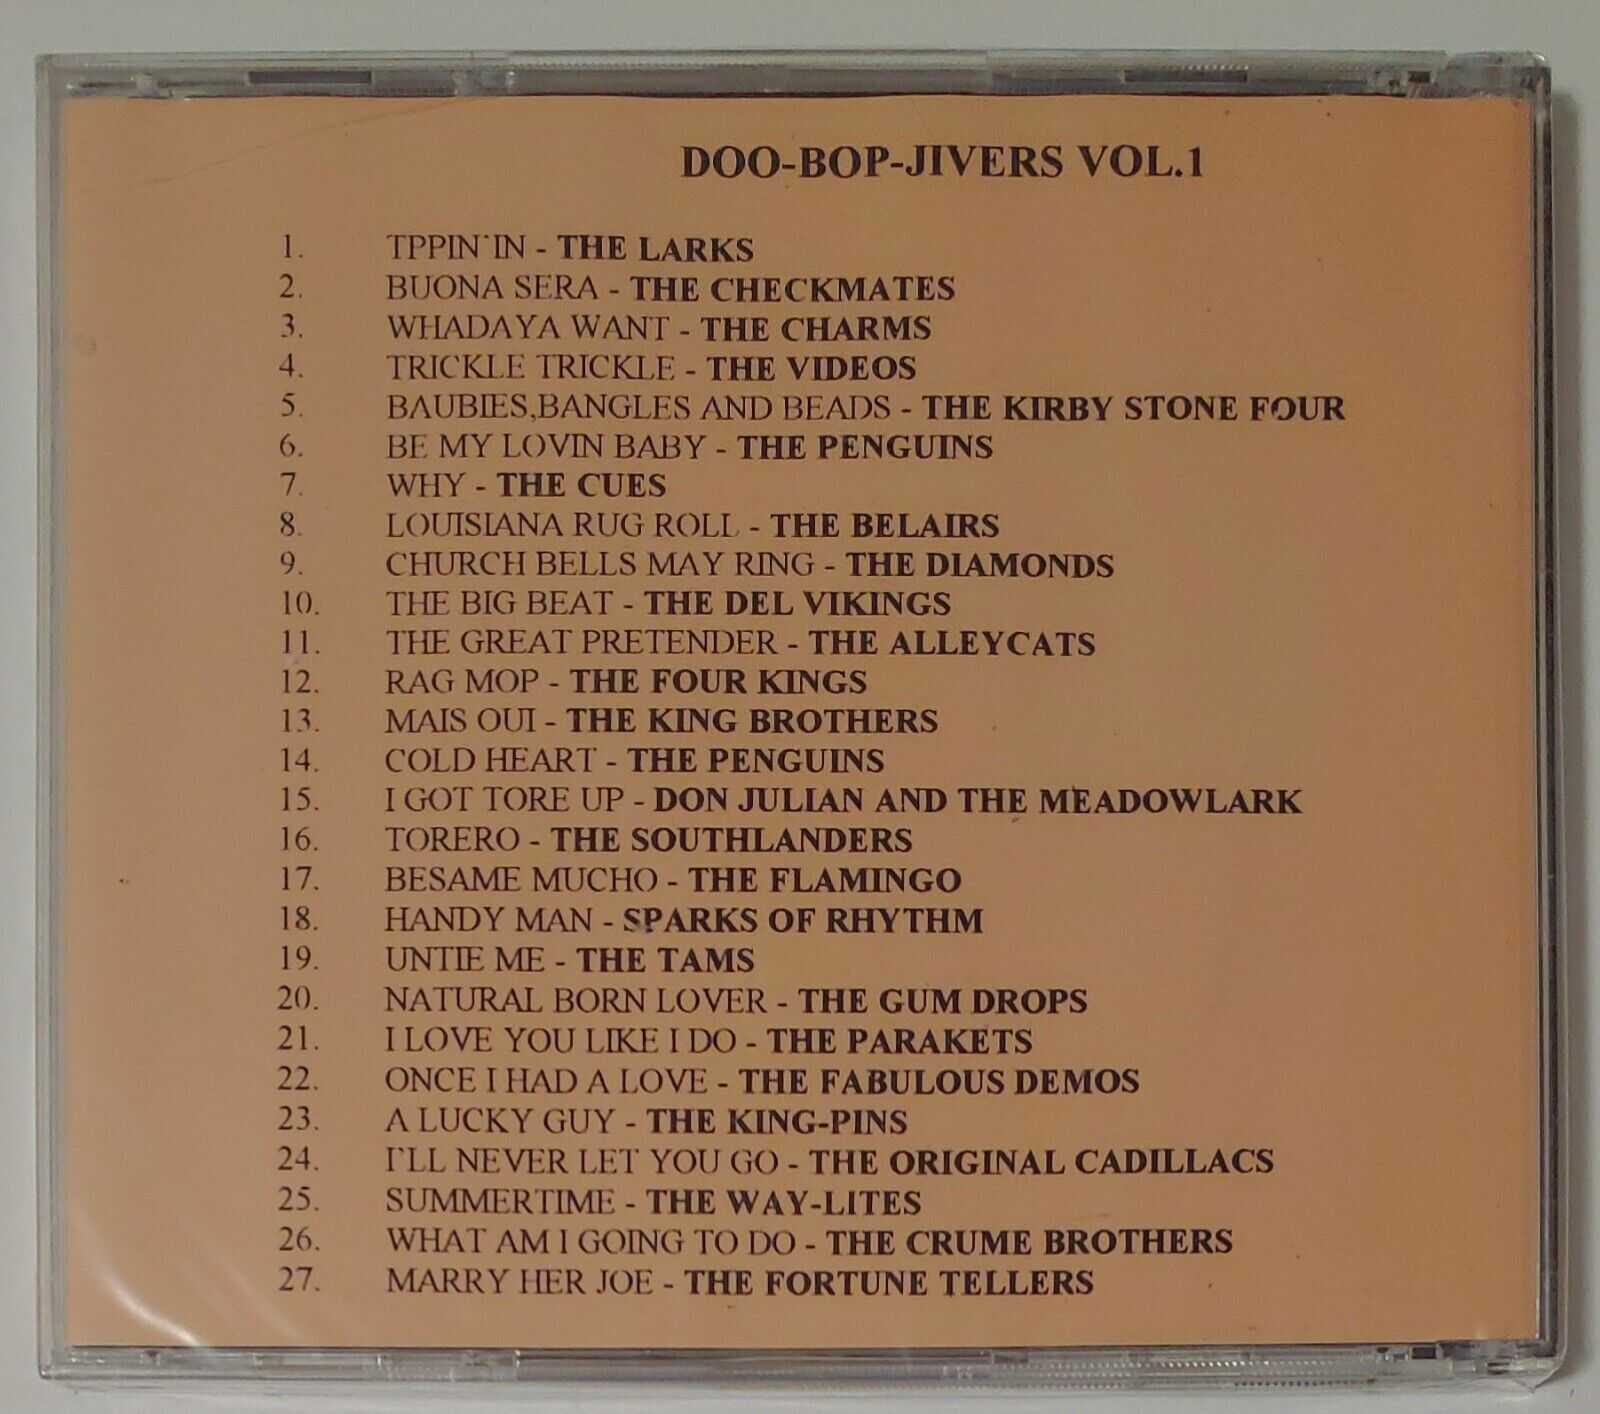 DOO-BOP-JIVERS VOL.1
1. TPPIN'IN - THE LARKS
2. BUONA SERA - THE CHECKMATES
3. WHADAYA WANT - THE CHARMS
4. TRICKLE TRICKLE - THE VIDEOS
5. BAUBIES,BANGLES AND BEADS - THE KIRBY STONE FOUR
6. BE MY LOVIN BABY - THE PENGUINS
7. WHY - THE CUES
8. LOUISIANA RUG ROLL - THE BELAIRS
9. CHURCH BELLS MAY RING - THE DIAMONDS
10. THE BIG BEAT - THE DEL VIKINGS
11. THE GREAT PRETENDER - THE ALLEYCATS
12. RAG MOP - THE FOUR KINGS
13. MAIS OUI - THE KING BROTHERS
14. COLD HEART - THE PENGUINS
15. I GOT TORE UP - DON JULIAN AND THE MEADOWLARK
16. TORERO - THE SOUTHLANDERS
17. BESAME MUCHO - THE FLAMINGO
18. HANDY MAN - SPARKS OF RHYTHM
19. UNTIE ME - THE TAMS
20. NATURAL BORN LOVER - THE GUM DROPS
21. I LOVE YOU LIKE I DO - THE PARAKETS
22. ONCE I HAD A LOVE - THE FABULOUS DEMOS
23. A LUCKY GUY - THE KING-PINS
24. I'LL NEVER LET YOU GO - THE ORIGINAL CADILLACS
25. SUMMERTIME - THE WAY-LITES
26. WHAT AM I GOING TO DO - THE CRUME BROTHERS
27. MARRY HER JOE - THE FORTUNE TELLERS